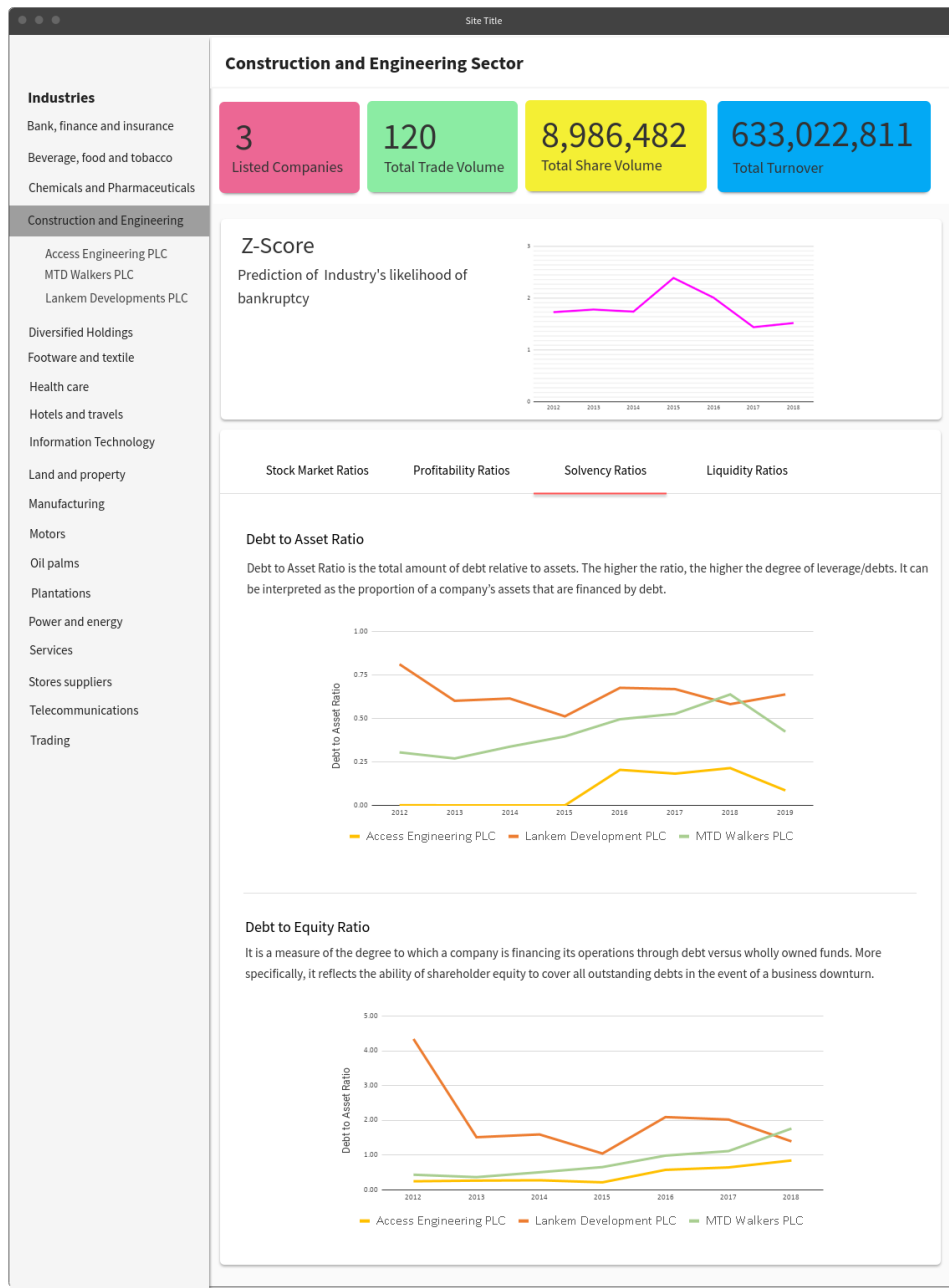 Site Title
Construction and Engineering Sector
Industries
Bank, finance and insurance
Beverage, food and tobacco
Chemicals and Pharmaceuticals
Construction and Engineering
Access Engineering PLC
MTD Walkers PLC
Lankem Developments PLC
Diversified Holdings
Footware and textile
Health care
Hotels and travels
Information Technology
Land and property
Manufacturing
Motors
Oil palms
Plantations
Power and energy
Services
Stores suppliers
Telecommunications
Trading
3
Listed Companies
120
Total Trade Volume
8,986,482
Total Share Volume
633,022,811
Total Turnover
Z-Score
Prediction of Industry's likelihood of
bankruptcy
3
2
1
0
2012 2013 2014 2015 2016 2017 2018
Stock Market Ratios Profitability Ratios Solvency Ratios Liquidity Ratios
Debt to Asset Ratio
Debt to Asset Ratio is the total amount of debt relative to assets. The higher the ratio, the higher the degree of leverage/debts. It can
be interpreted as the proportion of a company's assets that are financed by debt.
Debt to Asset Ratio
1.00
0.75
0.50
0.25
0.00
2012 2013 2014 2015 2016 2017 2018 2019
Access Engineering PLC Lankem Development PLC MTD Walkers PLC
Debt to Equity Ratio
It is a measure of the degree to which a company is financing its operations through debt versus wholly owned funds. More
specifically, it reflects the ability of shareholder equity to cover all outstanding debts in the event of a business downturn.
Debt to Asset Ratio
5.00
4.00
3.00
2.00
1.00
0.00
2012 2013 2014 2015 2016 2017 2018
Access Engineering PLC Lankem Development PLC MTD Walkers PLC